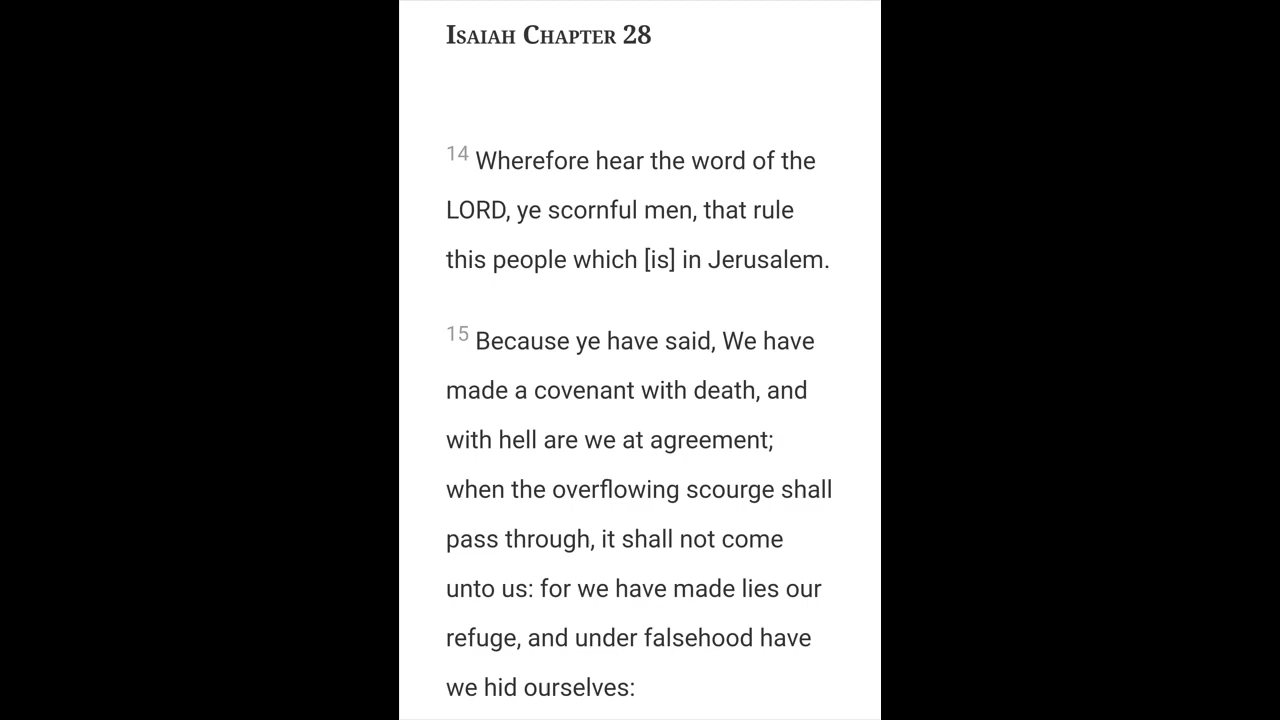 Isaiah Chapter 28
14 Wherefore hear the word of the
LORD, ye scornful men, that rule
this people which [is] in Jerusalem.
15 Because ye have said, We have
made a covenant with death, and
with hell are we at agreement;
when the overflowing scourge shall
pass through, it shall not come
unto us: for we have made lies our
refuge, and under falsehood have
we hid ourselves: